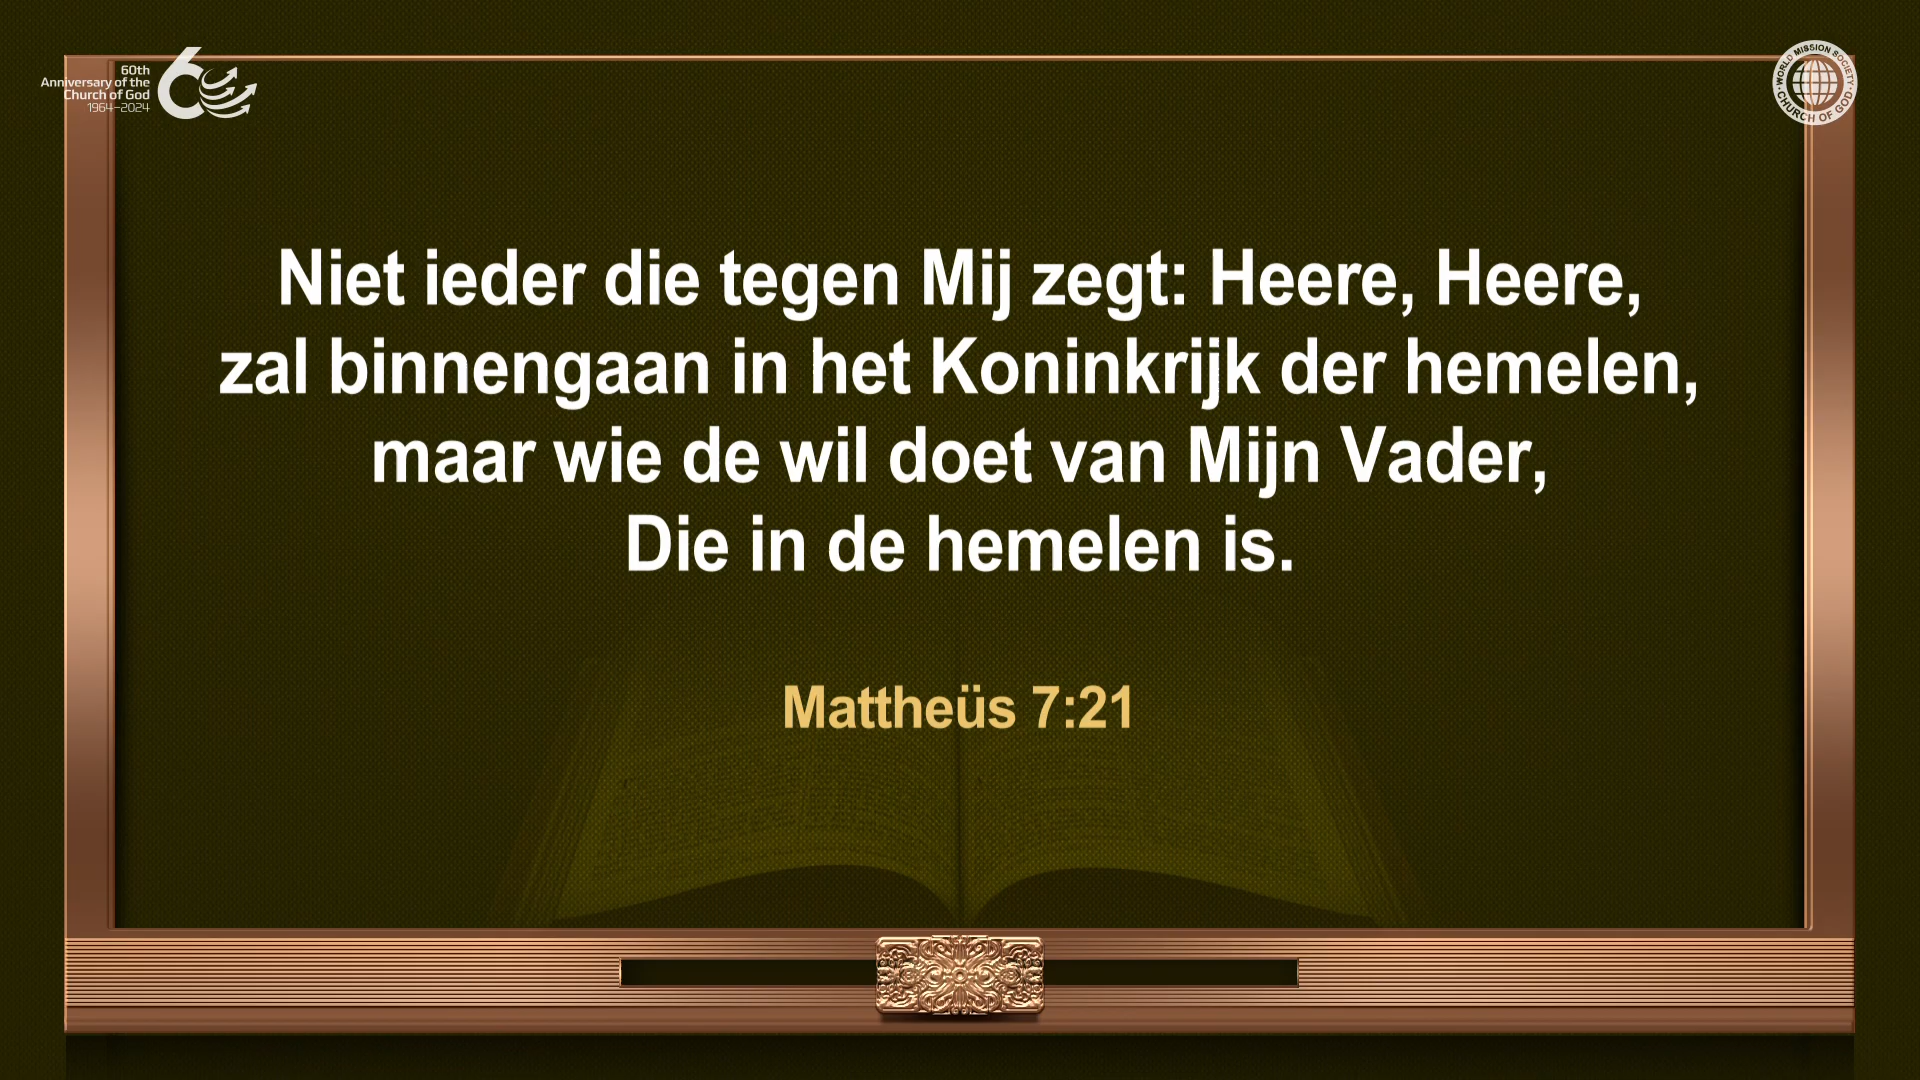 60th
Anniversary of the
Church of God
1964–2024
WORLD MISSION SOCIETY
CHURCH OF GOD
Niet ieder die tegen Mij zegt: Heere, Heere,
zal binnengaan in het Koninkrijk der hemelen,
maar wie de wil doet van Mijn Vader,
Die in de hemelen is.
Mattheüs 7:21